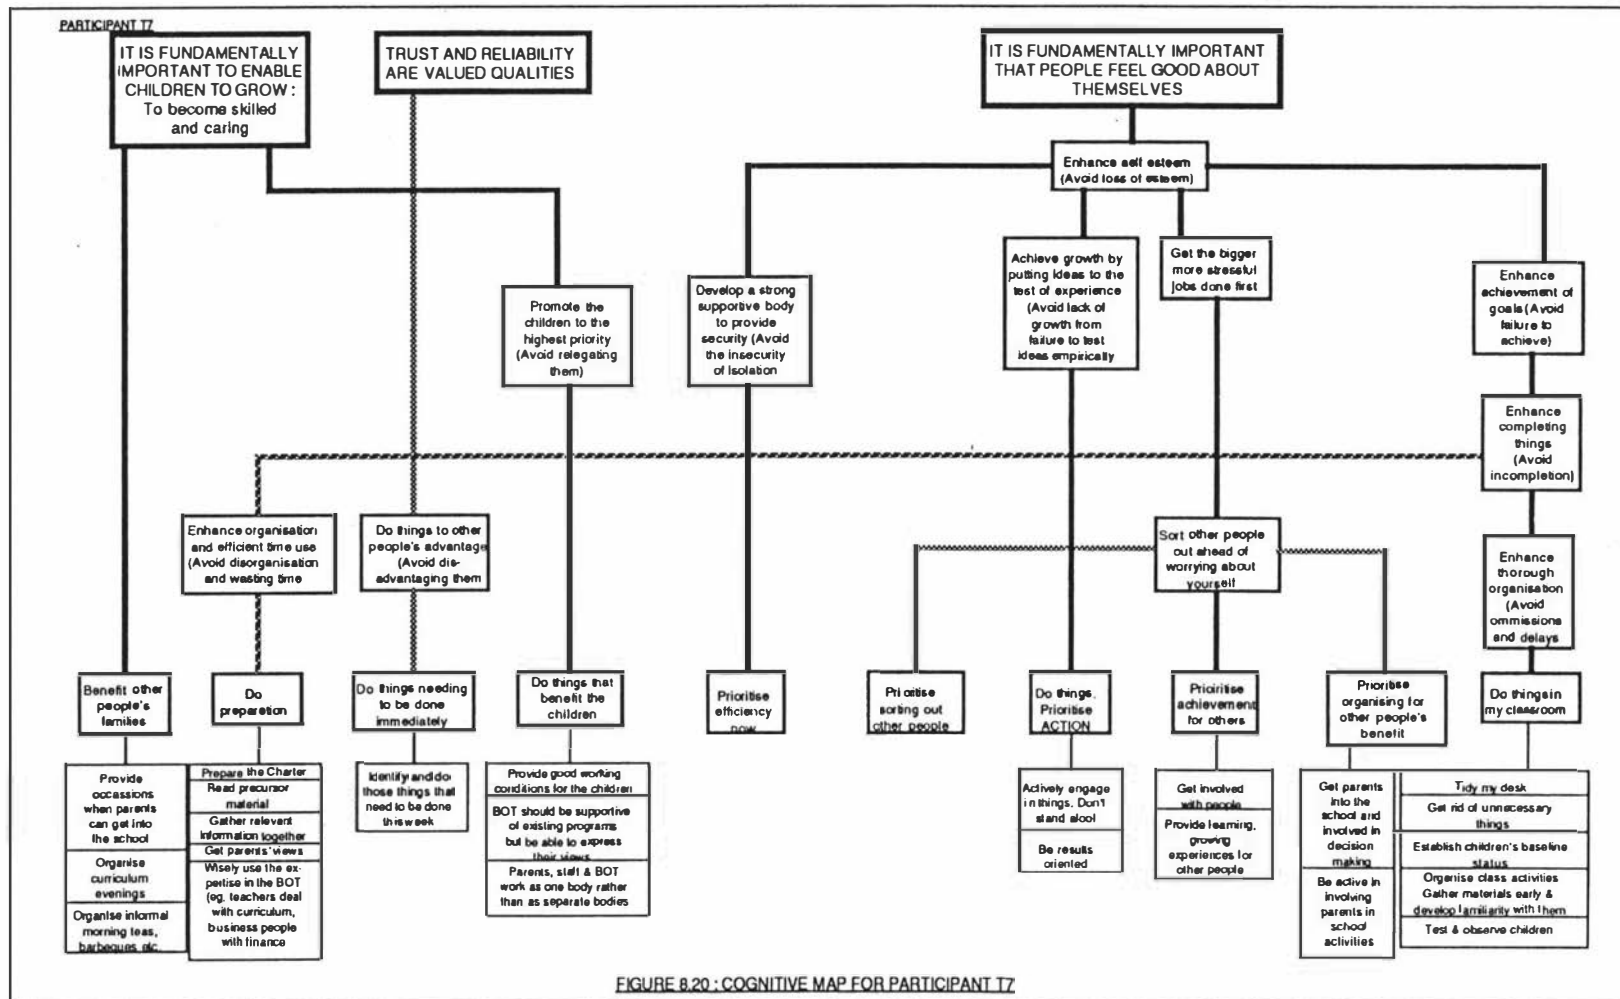 PARTICIPANT T7
IT IS FUNDAMENTALLY
IMPORTANT TO ENABLE
CHILDREN TO GROW :
To become skilled
and caring
TRUST AND RELIABILITY
ARE VALUED QUALITIES
IT IS FUNDAMENTALLY IMPORTANT
THAT PEOPLE FEEL GOOD ABOUT
THEMSELVES
Enhance self esteem
(Avoid loss of esteem)
Promote the
children to the
highest priority
(Avoid relegating
them)
Develop a strong
supportive body
to provide
security (Avoid
the insecurity
of Isolation
Achieve growth by
putting ideas to the
test of experience
(Avoid lack of
growth from
failure to test
ideas empirically
Get the bigger
more stressful
jobs done first
Enhance
achievement of
goals (Avoid
failure to
achieve)
Enhance
completing
things
(Avoid
incompletion)
Enhance organisation
and efficient time use
(Avoid disorganisation
and wasting time
Do things to other
people's advantage
(Avoid dis-
advantaging them
Sort other people
out ahead of
worrying about
yourself
Enhance
thorough
organisation
(Avoid
ommissions
and delays
Benefit other
people's
families
Do
preparation
Do things needing
to be done
immediately
Do things that
benefit the
children
Prioritise
efficiency
now
Prioritise
sorting out
other people
Do things.
Prioritise
ACTION
Prioiritise
achievement
for others
Prioritise
organising for
other people's
benefit
Do things in
my classroom
Provide
occassions
when parents
can get into
the school
Organise
curriculum
evenings
Organise informal
morning teas,
barbeques etc.
Prepare the Charter
Read precursor
material
Gather relevant
information together
Get parents' views
Wisely use the ex-
pertise in the BOT
(eg. teachers deal
with curriculum,
business people
with finance
Identify and do
those things that
need to be done
this week
Provide good working
conditions for the children
BOT should be supportive
of existing programs
but be able to express
their views
Parents, staff & BOT
work as one body rather
than as separate bodies
Actively engage
in things. Don't
stand aloof
Be results
oriented
Get involved
with people
Provide learning,
growing
experiences for
other people
Get parents
into the
school and
involved in
decision
making
Be active in
involving
parents in
school
activities
Tidy my desk
Get rid of unnecessary
things
Establish children's baseline
status
Organise class activities
Gather materials early &
develop familiarity with them
Test & observe children
FIGURE 8.20 : COGNITIVE MAP FOR PARTICIPANT T7